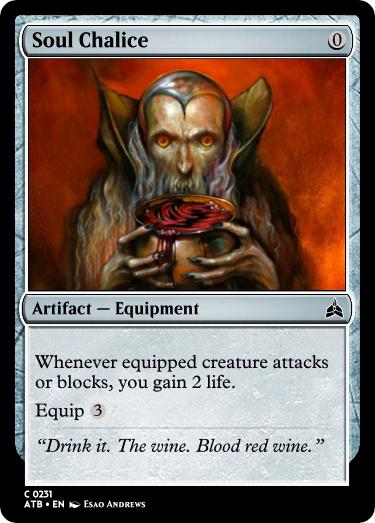 Soul Chalice 0
Artifact — Equipment
Whenever equipped creature attacks
or blocks, you gain 2 life.
Equip 3
“Drink it. The wine. Blood red wine.”
C 0231
ATB • EN Esao Andrews